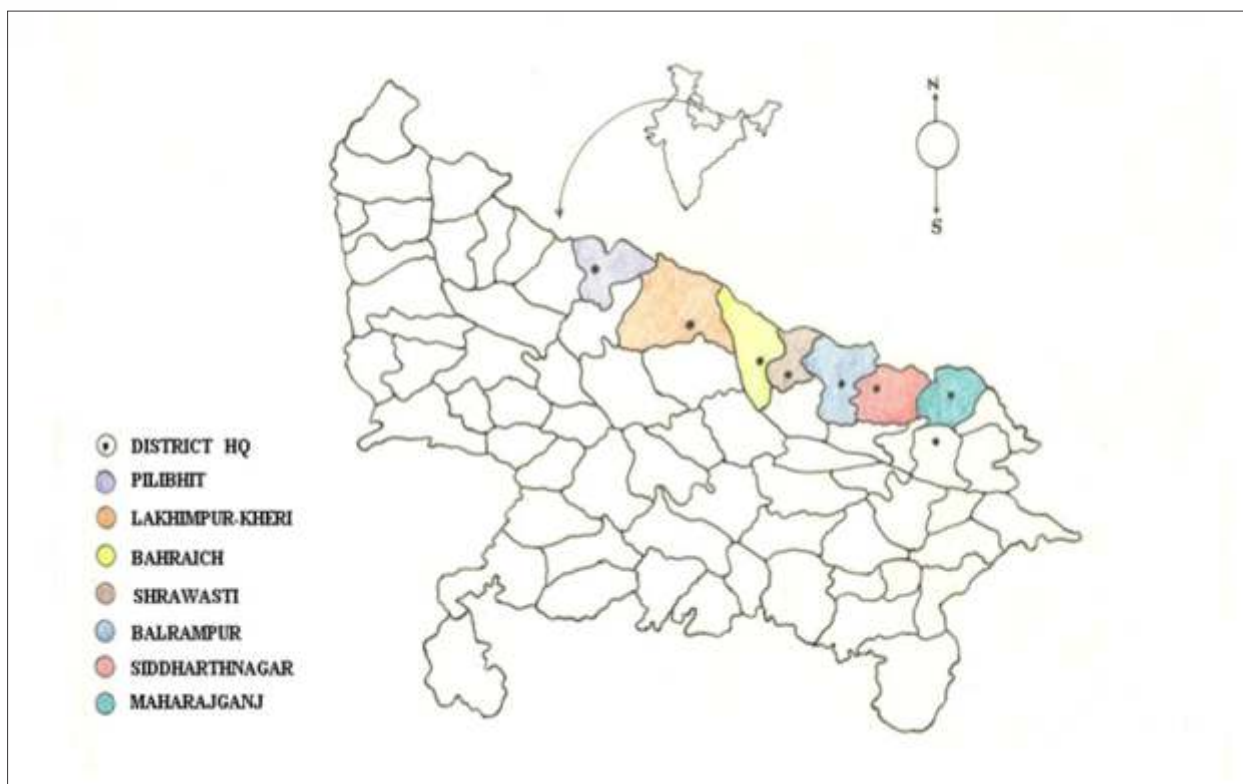 N
S
DISTRICT HQ
PILIBHIT
LAKHIMPUR-KHERI
BAHRAICH
SHRAWASTI
BALRAMPUR
SIDDHARTHNAGAR
MAHARAJGANJ